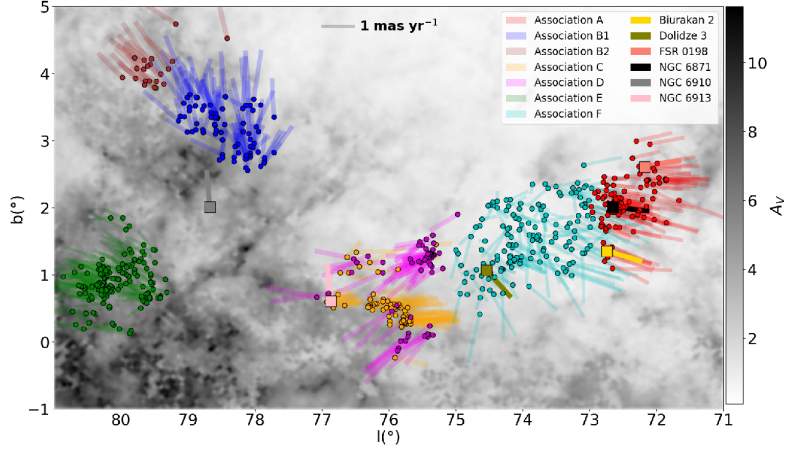 5
4
3
2
1
0
−1
b(°)
1 mas yr⁻¹
Association A
Association B1
Association B2
Association C
Association D
Association E
Association F
Biurakan 2
Dolidze 3
FSR 0198
NGC 6871
NGC 6910
NGC 6913
80 79 78 77 76 75 74 73 72 71
l(°)
10
8
6
4
2
A_V